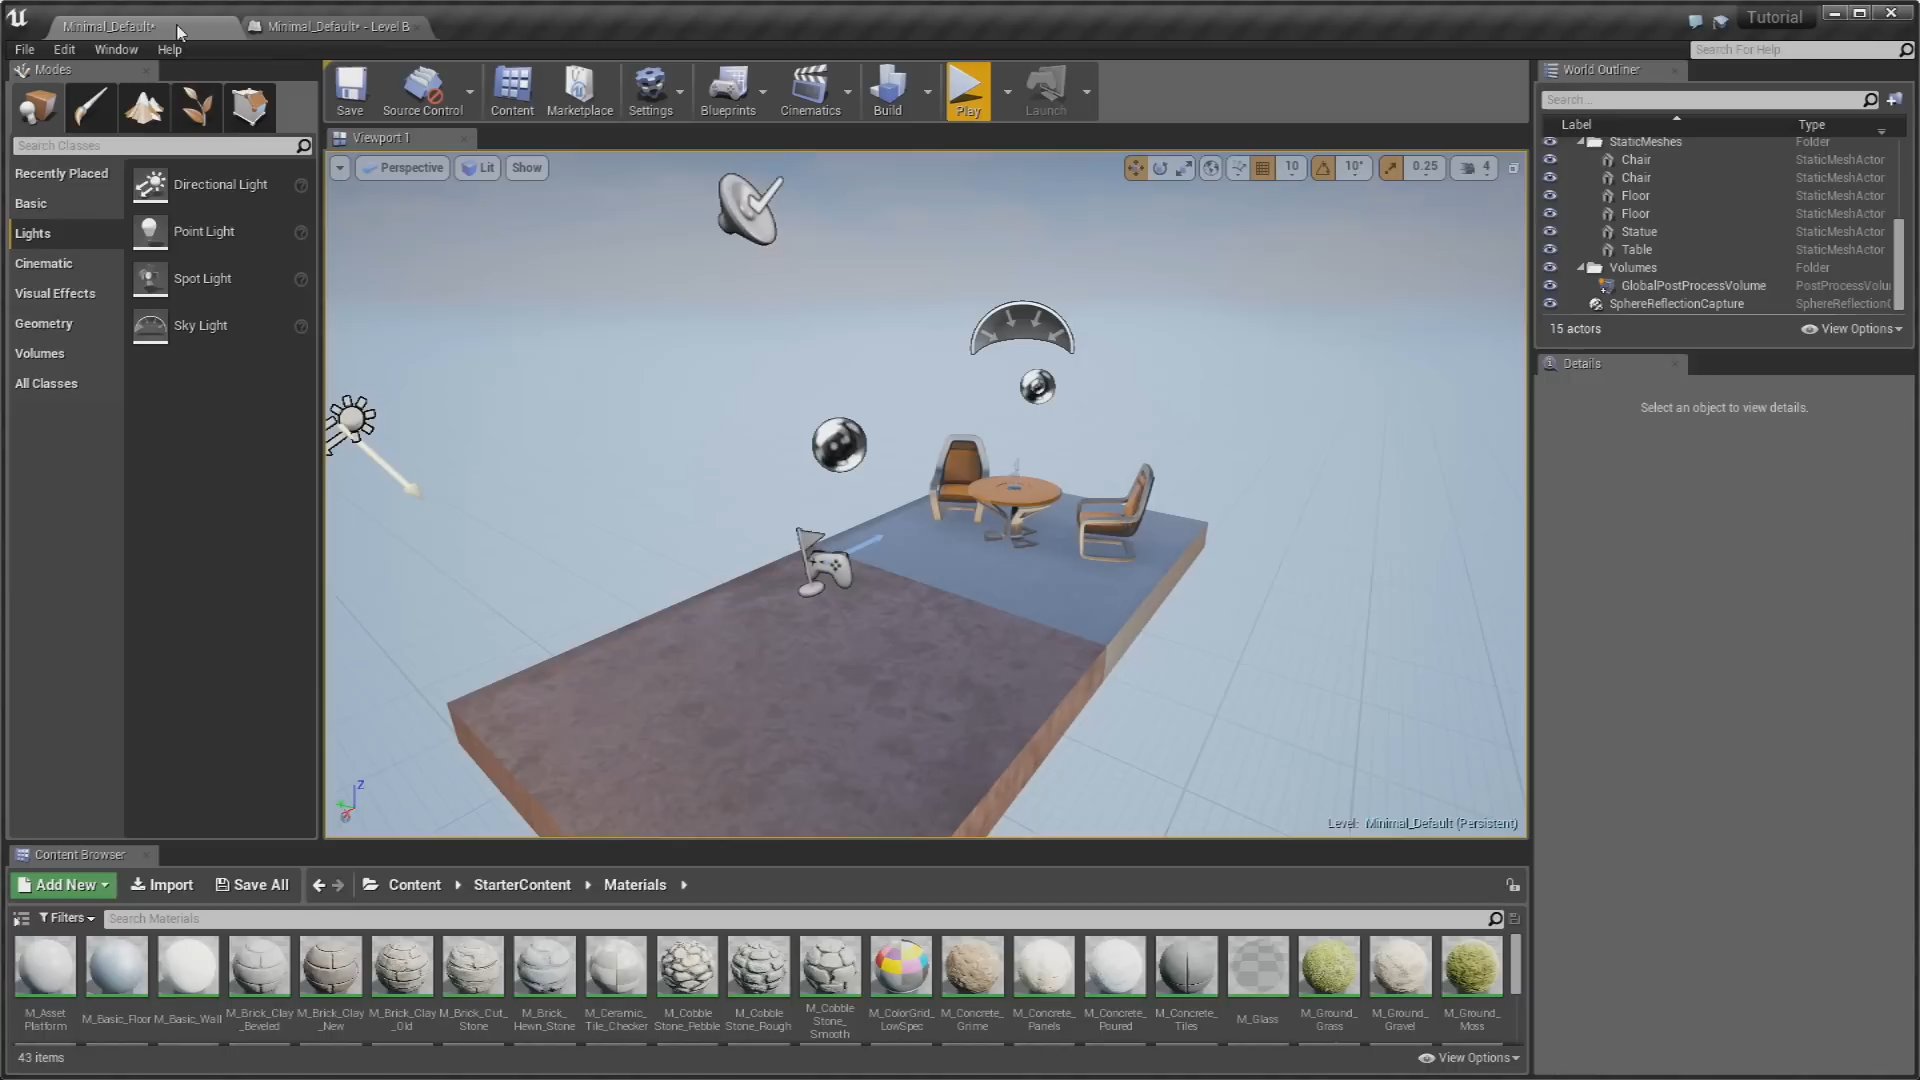 Minimal_Default*
Minimal_Default* - Level B
Tutorial
File Edit Window Help
Search For Help
Modes
Search Classes
Recently Placed
Basic
Lights
Cinematic
Visual Effects
Geometry
Volumes
All Classes
Directional Light
Point Light
Spot Light
Sky Light
Save
Source Control
Content
Marketplace
Settings
Blueprints
Cinematics
Build
Play
Launch
Viewport 1
Perspective
Lit
Show
10
10°
0.25
4
Z
Level: Minimal_Default (Persistent)
World Outliner
Search...
Label Type
StaticMeshes Folder
Chair StaticMeshActor
Chair StaticMeshActor
Floor StaticMeshActor
Floor StaticMeshActor
Statue StaticMeshActor
Table StaticMeshActor
Volumes Folder
GlobalPostProcessVolume PostProcessVolu
SphereReflectionCapture SphereReflectionC
15 actors
View Options
Details
Select an object to view details.
Content Browser
Add New
Import
Save All
Content
StarterContent
Materials
Filters
Search Materials
M_Asset
Platform
M_Basic_Floor
M_Basic_Wall
M_Brick_Clay
_Beveled
M_Brick_Clay
_New
M_Brick_Clay
_Old
M_Brick_Cut_
Stone
M_Brick_
Hewn_Stone
M_Ceramic_
Tile_Checker
M_Cobble
Stone_Pebble
M_Cobble
Stone_Rough
M_Cobble
Stone_
Smooth
M_ColorGrid_
LowSpec
M_Concrete_
Grime
M_Concrete_
Panels
M_Concrete_
Poured
M_Concrete_
Tiles
M_Glass
M_Ground_
Grass
M_Ground_
Gravel
M_Ground_
Moss
43 items
View Options